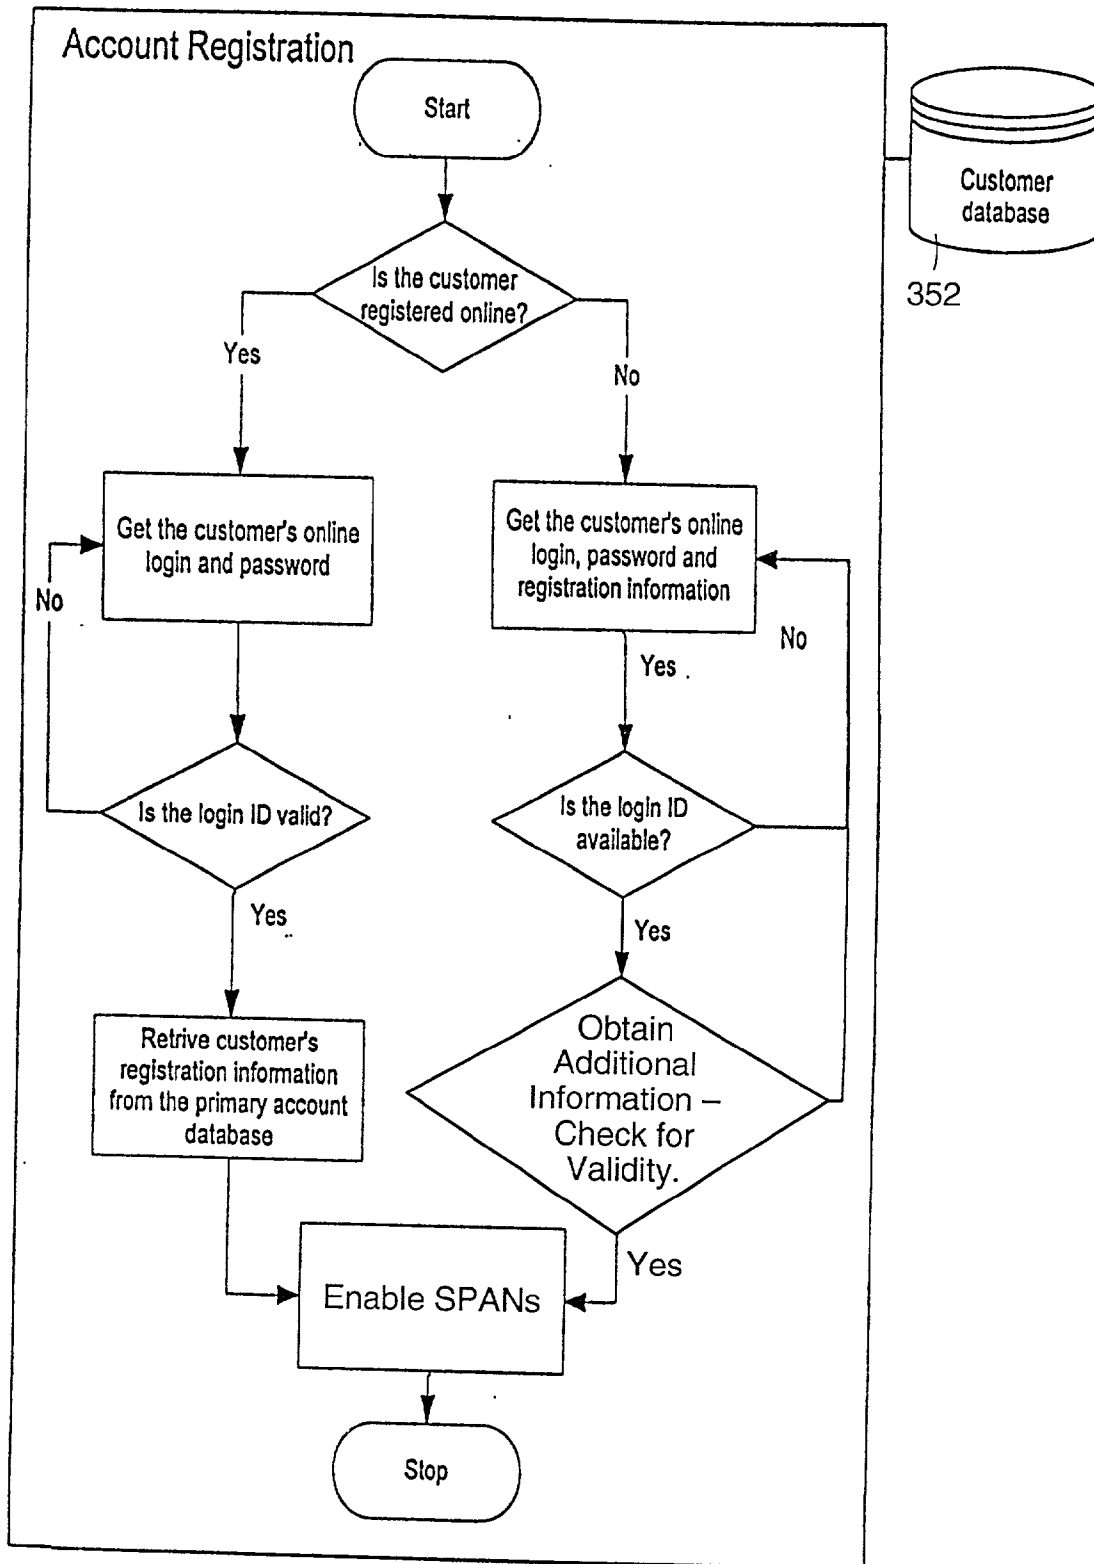 Account Registration
Start
Customer
database
352
Is the customer
registered online?
Yes
No
Get the customer's online
login and password
Get the customer's online
login, password and
registration information
No
No
Yes
Is the login ID valid?
Is the login ID
available?
Yes
Yes
Retrive customer's
registration information
from the primary account
database
Obtain
Additional
Information –
Check for
Validity.
Yes
Enable SPANs
Stop